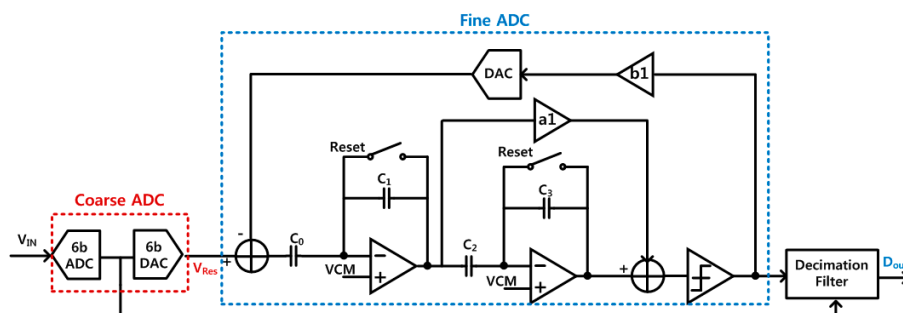 Fine ADC
DAC
b1
a1
Reset
C1
Reset
C3
Coarse ADC
VIN
6b ADC
6b DAC
VRes
-
+
C0
VCM
-
+
C2
VCM
-
+
+
Decimation Filter
Dou